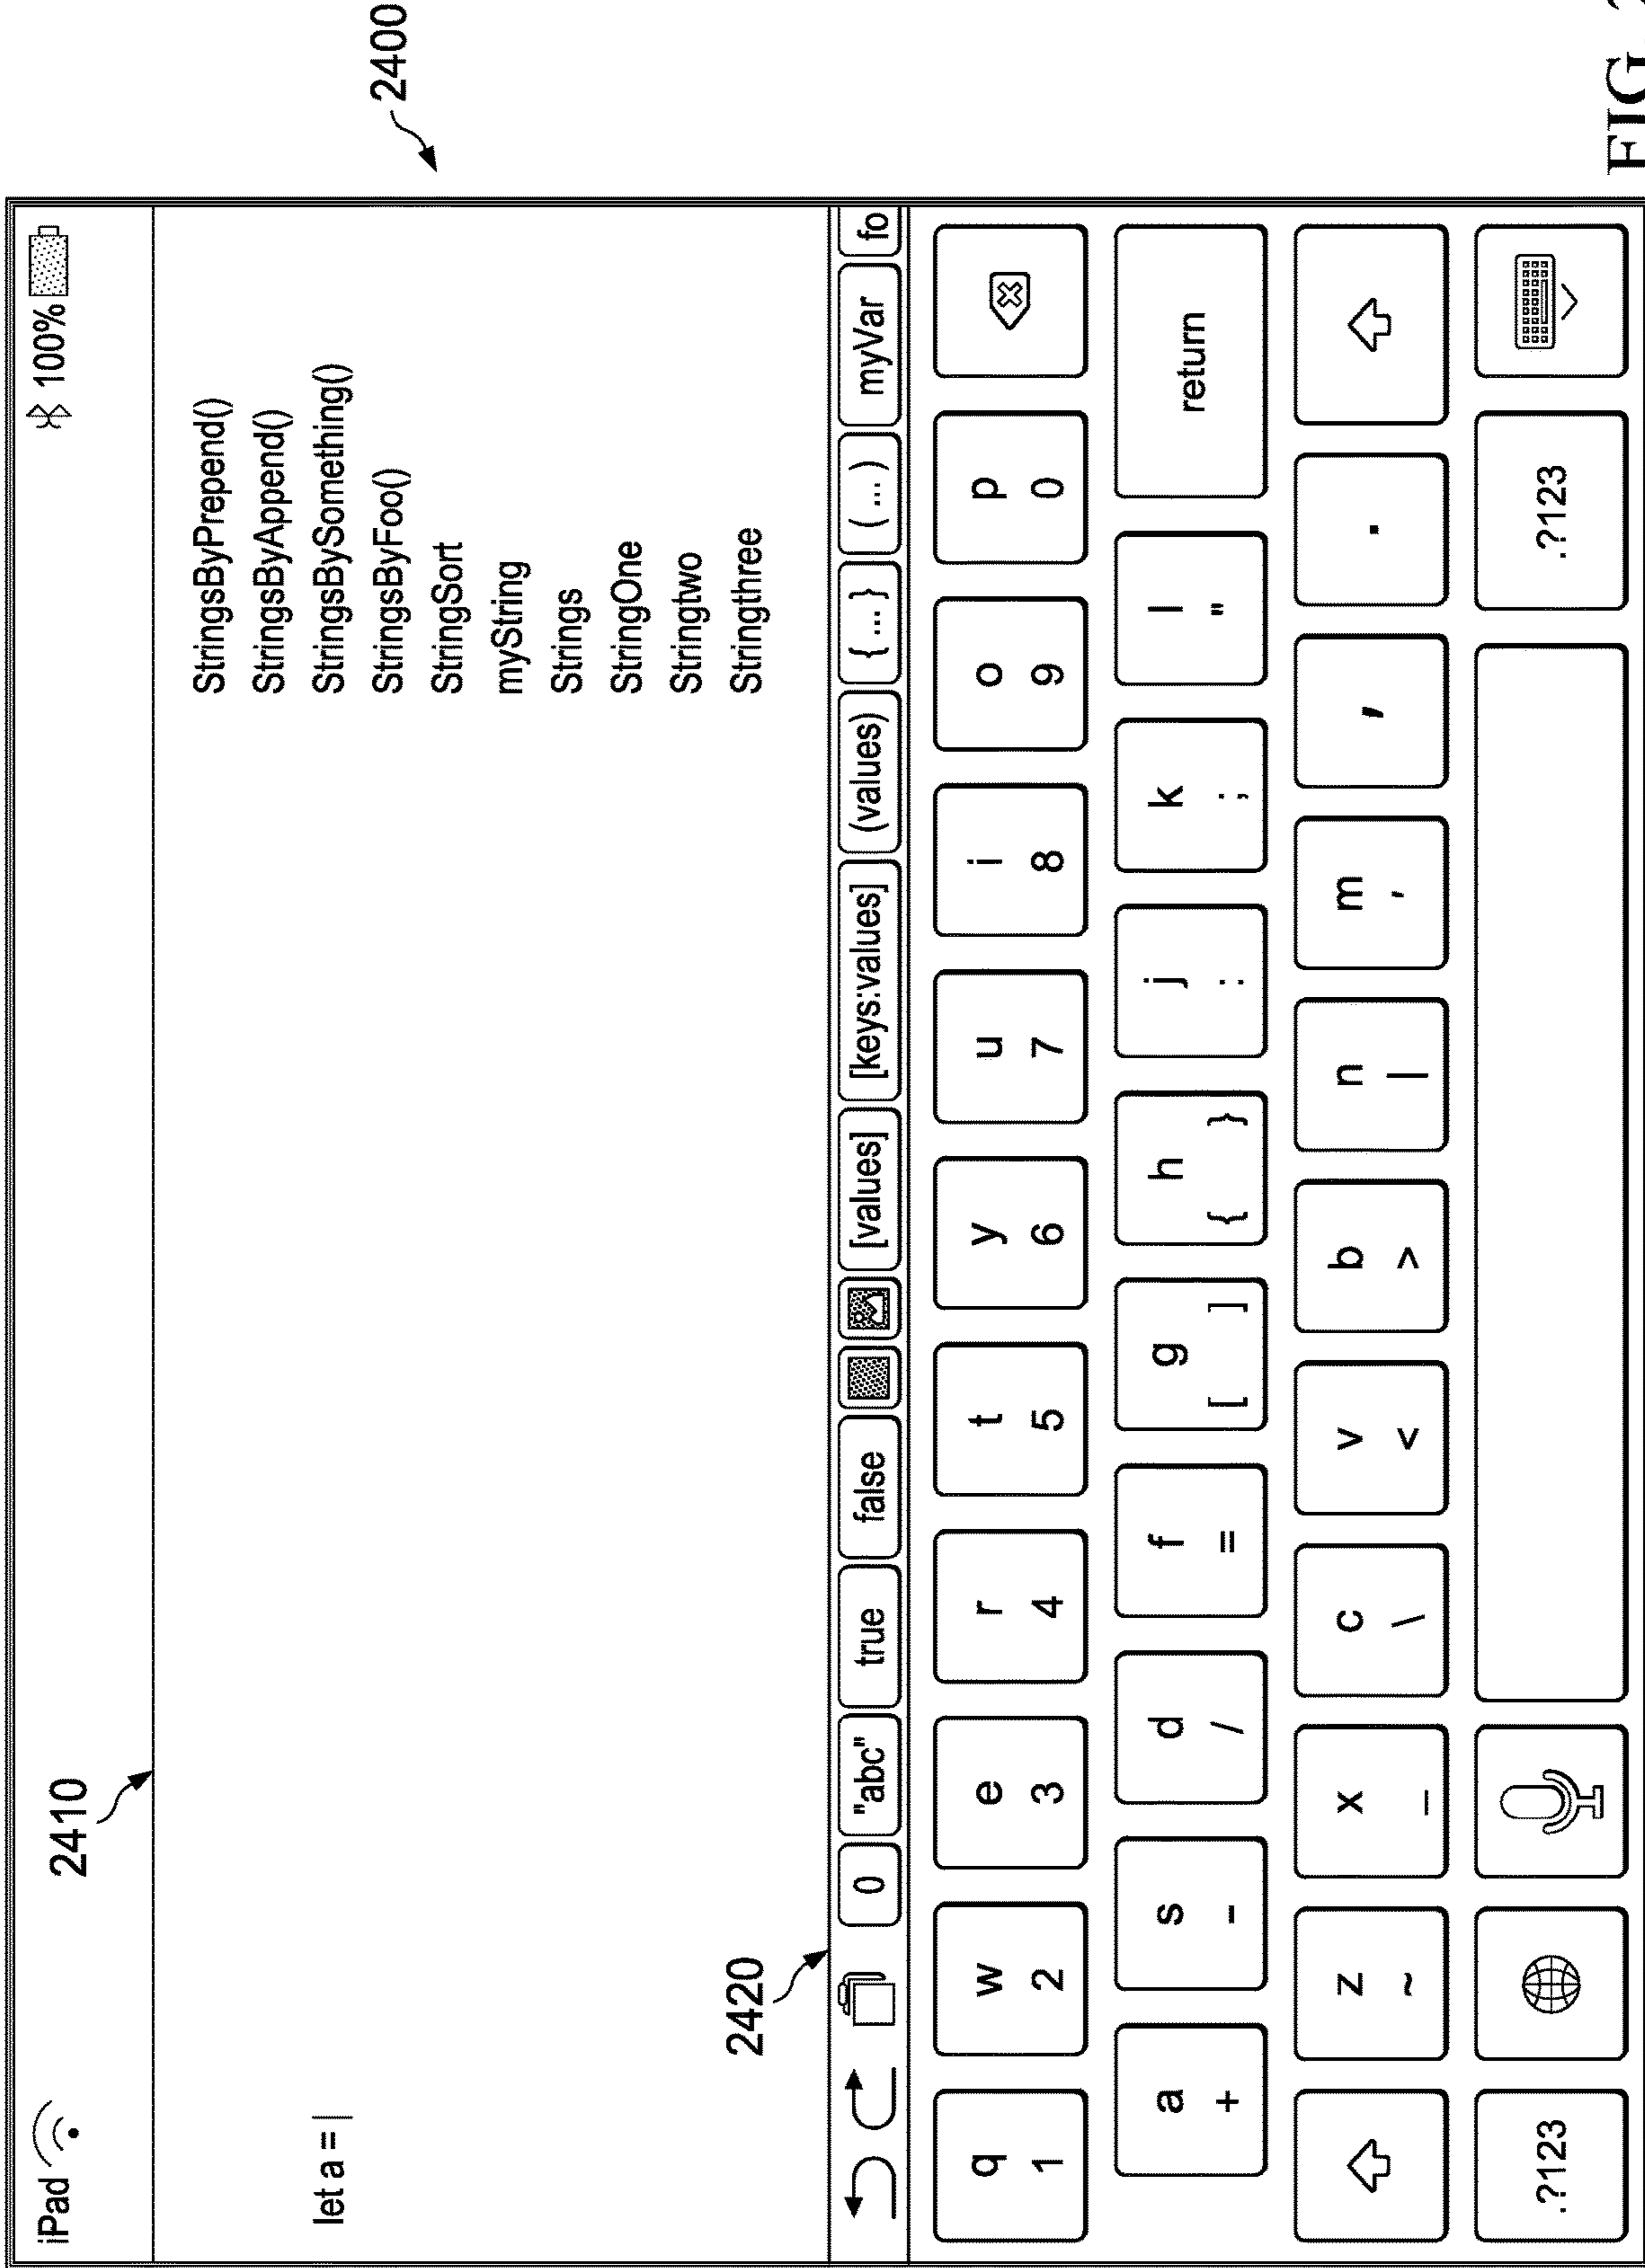 2400
2410
iPad 100%
StringsByPrepend()
StringsByAppend()
let a = | StringsBySomething()
StringsByFoo()
StringSort
myString
Strings
StringOne
Stringtwo
Stringthree
2420
0 "abc" true false [values] [keys:values] (values) { ... } ( ... ) myVar fo
q w e r t y u i o p
1 2 3 4 5 6 7 8 9 0
a s d f g h j k l return
+ - / = [ ] { } : ; "
z x c v b n m , .
~ _ \ < > | '
.?123 .?123
FIG.